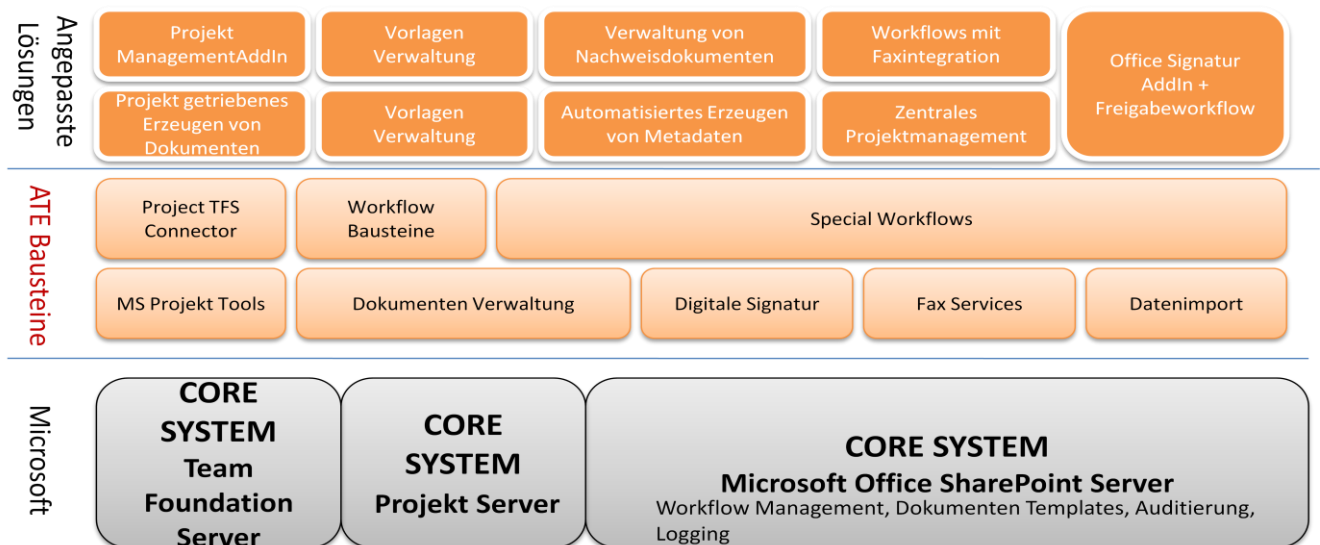 Angepasste
Lösungen
Projekt
ManagementAddIn
Vorlagen
Verwaltung
Verwaltung von
Nachweisdokumenten
Workflows mit
Faxintegration
Office Signatur
AddIn +
Freigabeworkflow
Projekt getriebenes
Erzeugen von
Dokumenten
Vorlagen
Verwaltung
Automatisiertes Erzeugen
von Metadaten
Zentrales
Projektmanagement
ATE Bausteine
Project TFS
Connector
Workflow
Bausteine
Special Workflows
MS Projekt Tools
Dokumenten Verwaltung
Digitale Signatur
Fax Services
Datenimport
Microsoft
CORE
SYSTEM
Team
Foundation
Server
CORE
SYSTEM
Projekt Server
CORE SYSTEM
Microsoft Office SharePoint Server
Workflow Management, Dokumenten Templates, Auditierung,
Logging